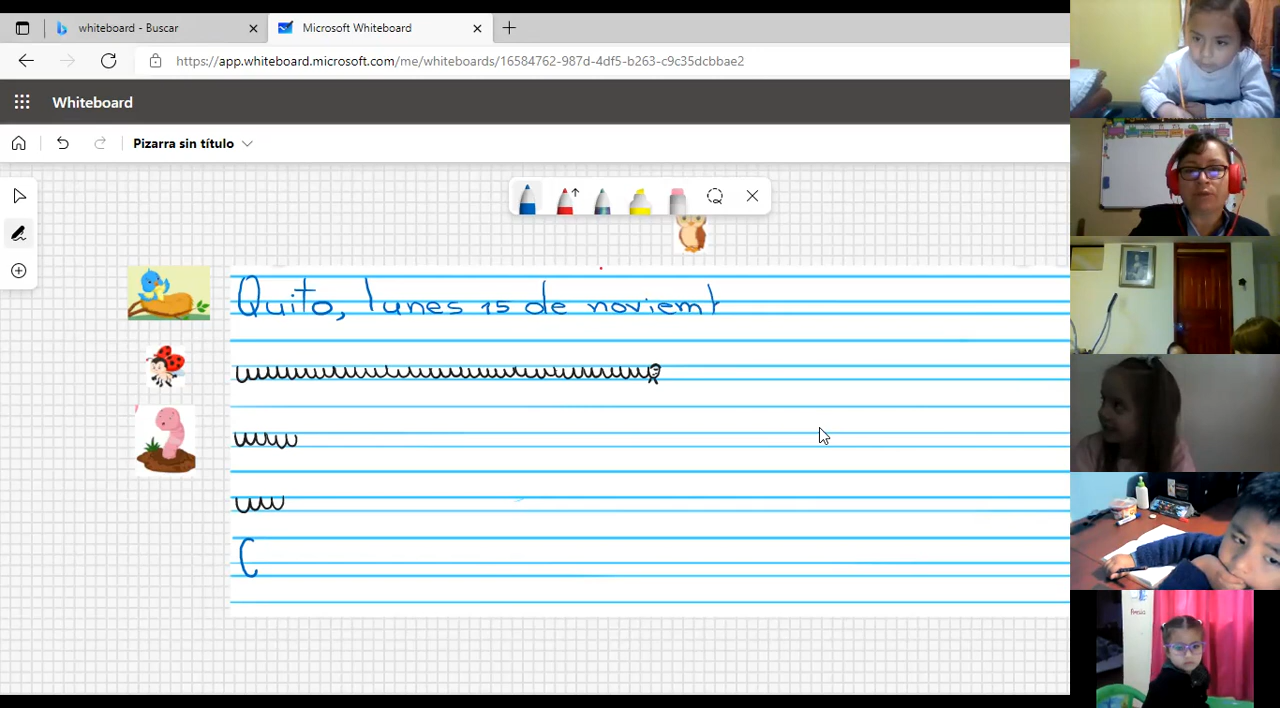 whiteboard - Buscar
Microsoft Whiteboard
https://app.whiteboard.microsoft.com/me/whiteboards/16584762-987d-4df5-b263-c9c35dcbbae2
Whiteboard
Pizarra sin título
Quito, lunes 15 de noviemt
C